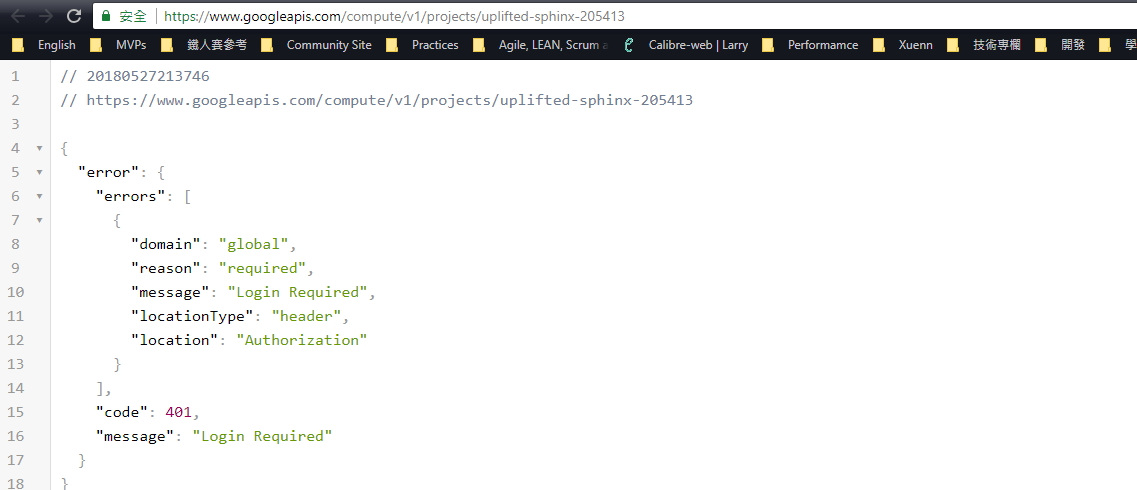 安全 https://www.googleapis.com/compute/v1/projects/uplifted-sphinx-205413
English MVPs 鐵人賽參考 Community Site Practices Agile, LEAN, Scrum a Calibre-web | Larry Performamce Xuenn 技術專欄 開發 學
1 // 20180527213746
2 // https://www.googleapis.com/compute/v1/projects/uplifted-sphinx-205413
3
4 {
5 "error": {
6 "errors": [
7 {
8 "domain": "global",
9 "reason": "required",
10 "message": "Login Required",
11 "locationType": "header",
12 "location": "Authorization"
13 }
14 ],
15 "code": 401,
16 "message": "Login Required"
17 }
18 }